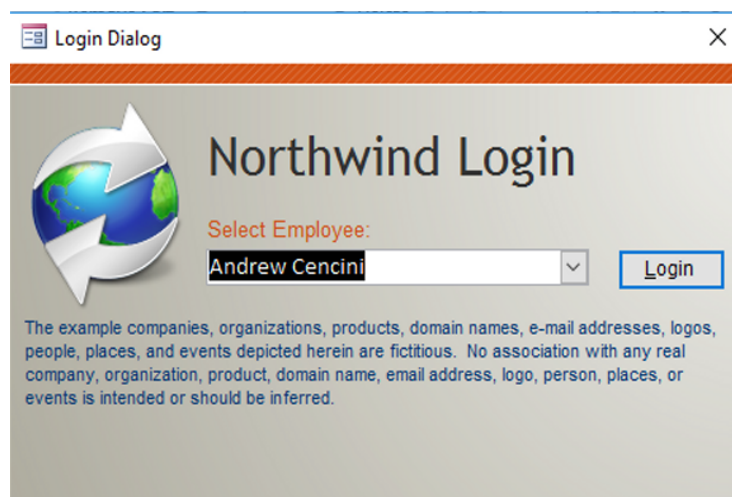 Login Dialog
Northwind Login
Select Employee:
Andrew Cencini
Login
The example companies, organizations, products, domain names, e-mail addresses, logos,
people, places, and events depicted herein are fictitious.  No association with any real
company, organization, product, domain name, email address, logo, person, places, or
events is intended or should be inferred.